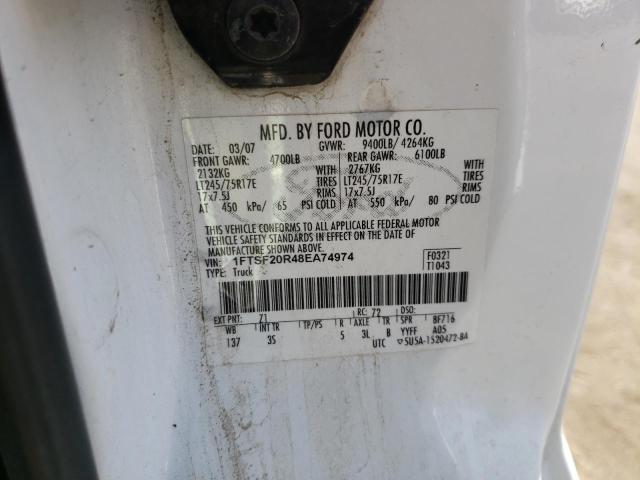 MFD. BY FORD MOTOR CO.
DATE: 03/07 GVWR: 9400LB/ 4264KG
FRONT GAWR: 4700LB REAR GAWR: 6100LB
2132KG WITH 2767KG WITH
LT245/75R17E TIRES LT245/75R17E TIRES
17x7.5J RIMS 17x7.5J RIMS
AT 450 kPa/ 65 PSI COLD AT 550 kPa/ 80 PSI COLD
THIS VEHICLE CONFORMS TO ALL APPLICABLE FEDERAL MOTOR
VEHICLE SAFETY STANDARDS IN EFFECT ON THE DATE OF
MANUFACTURE SHOWN ABOVE.
VIN: 1FTSF20R48EA74974 F0321
TYPE: Truck T1043
EXT PNT: Z1 RC: 72 DSO:
WB INT TR TP/PS R AXLE TR SPR BF716
137 3S 5 3L B YYFF A05
UTC 5U5A-1520472-BA